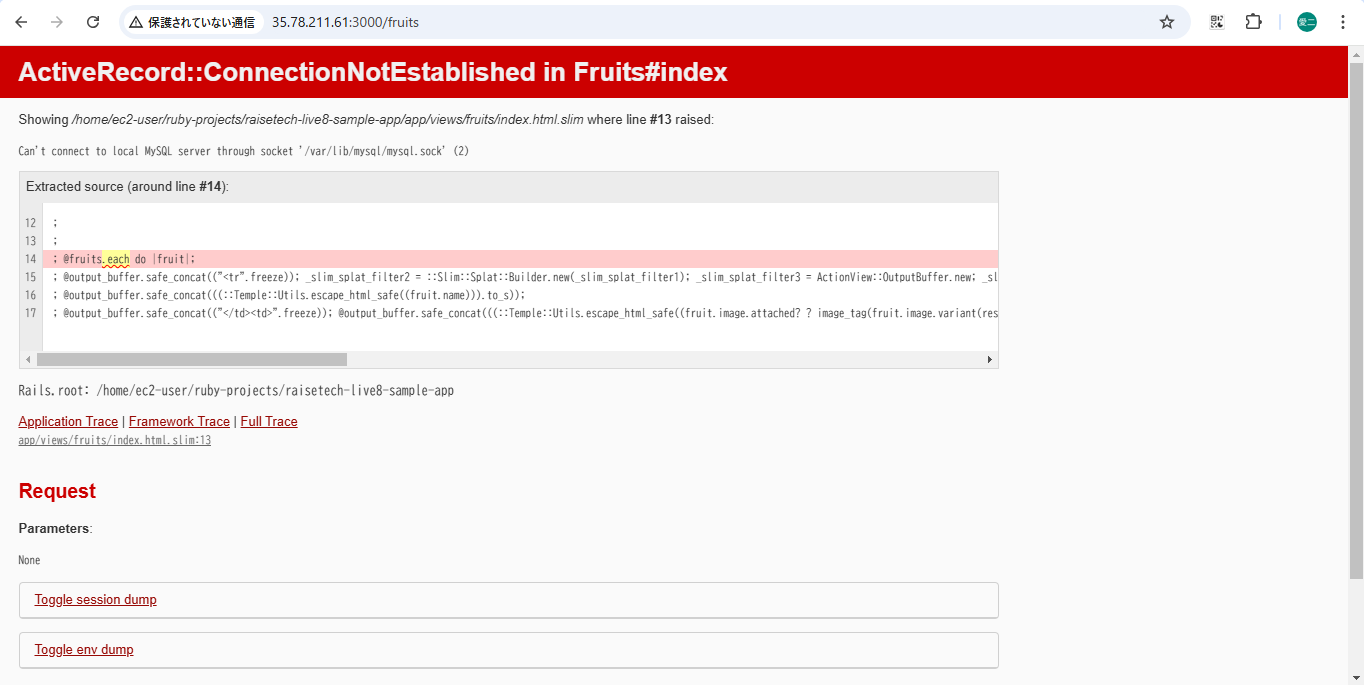 保護されていない通信 35.78.211.61:3000/fruits
愛二
ActiveRecord::ConnectionNotEstablished in Fruits#index
Showing /home/ec2-user/ruby-projects/raisetech-live8-sample-app/app/views/fruits/index.html.slim where line #13 raised:
Can't connect to local MySQL server through socket '/var/lib/mysql/mysql.sock' (2)
Extracted source (around line #14):
12 ;
13 ;
14 ; @fruits.each do |fruit|;
15 ; @output_buffer.safe_concat(("<tr".freeze)); _slim_splat_filter2 = ::Slim::Splat::Builder.new(_slim_splat_filter1); _slim_splat_filter3 = ActionView::OutputBuffer.new; _sl
16 ; @output_buffer.safe_concat(((::Temple::Utils.escape_html_safe((fruit.name))).to_s));
17 ; @output_buffer.safe_concat(("</td><td>".freeze)); @output_buffer.safe_concat(((::Temple::Utils.escape_html_safe((fruit.image.attached? ? image_tag(fruit.image.variant(res
Rails.root: /home/ec2-user/ruby-projects/raisetech-live8-sample-app
Application Trace | Framework Trace | Full Trace
app/views/fruits/index.html.slim:13
Request
Parameters:
None
Toggle session dump
Toggle env dump